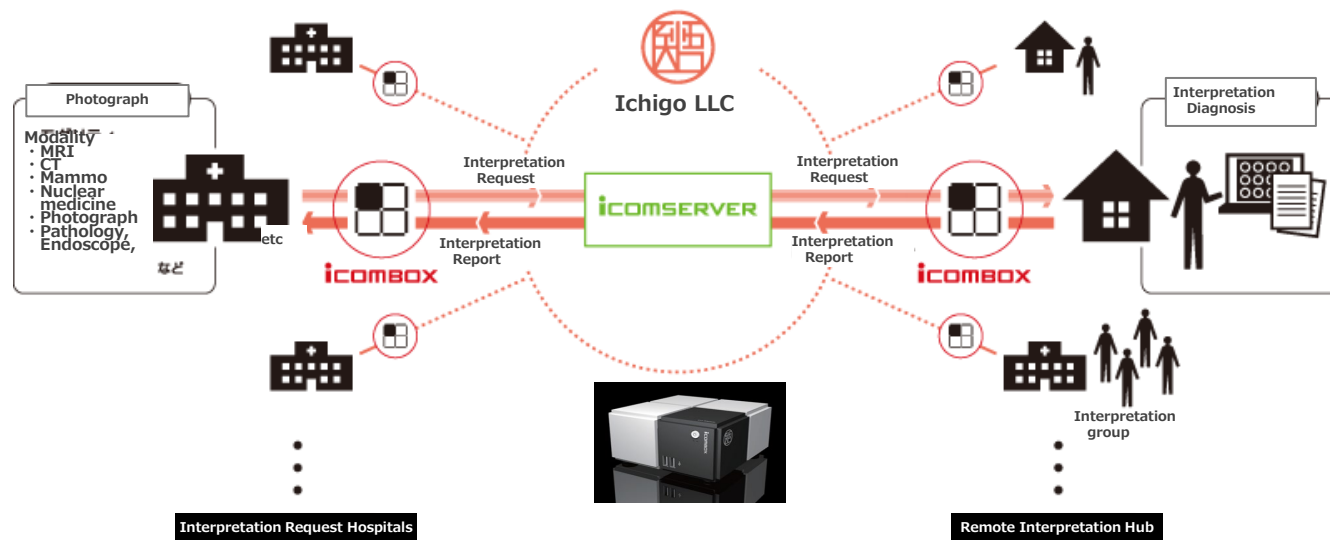 Ichigo LLC
Photograph
Modality
・MRI
・CT
・Mammo
・Nuclear
medicine
・Photograph
・Pathology,
Endoscope,
etc
など
iCOMBOX
Interpretation
Request
Interpretation
Report
iCOMSERVER
Interpretation
Request
Interpretation
Report
iCOMBOX
Interpretation
Diagnosis
Interpretation
group
Interpretation Request Hospitals
Remote Interpretation Hub